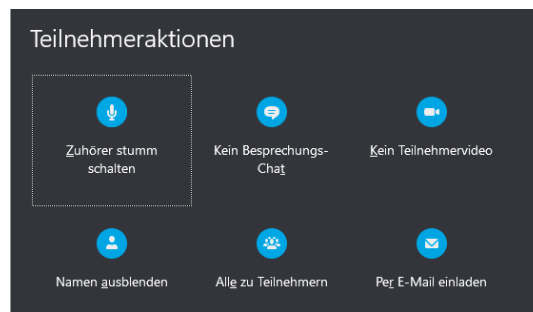 Teilnehmeraktionen
Zuhörer stumm
schalten
Kein Besprechungs-
Chat
Kein Teilnehmervideo
Namen ausblenden
Alle zu Teilnehmern
Per E-Mail einladen